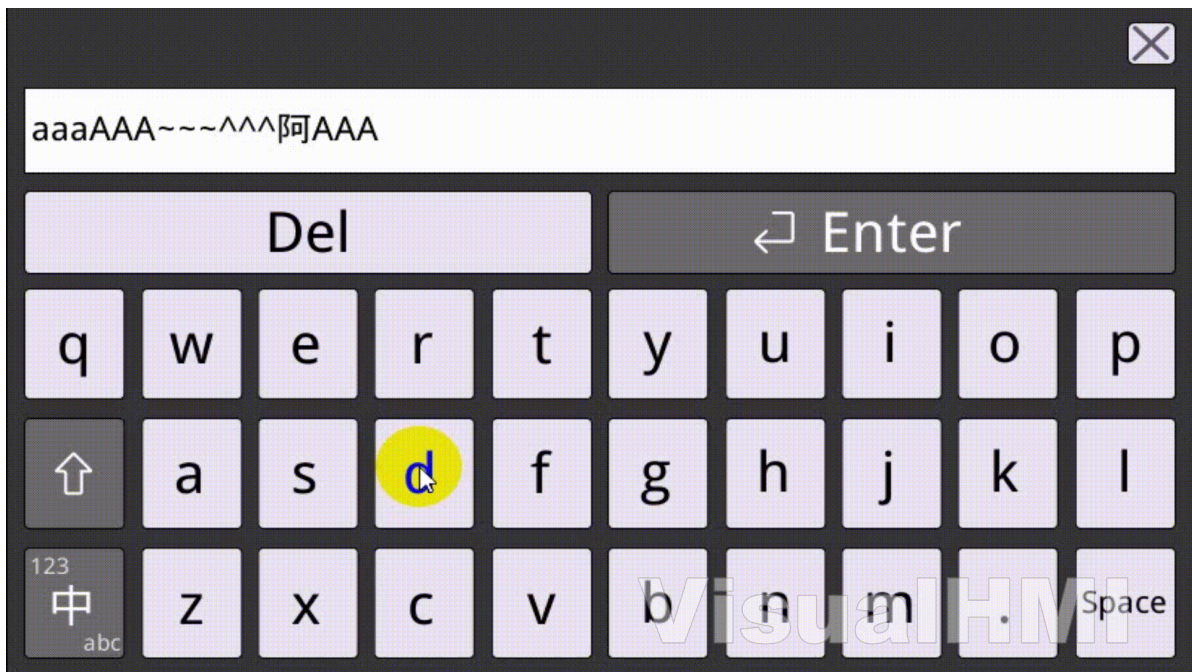 aaaAAA~~~^^^阿AAA
Del Enter
q w e r t y u i o p
a s d f g h j k l
123 中 abc z x c v b n m . Space
VisualHMI